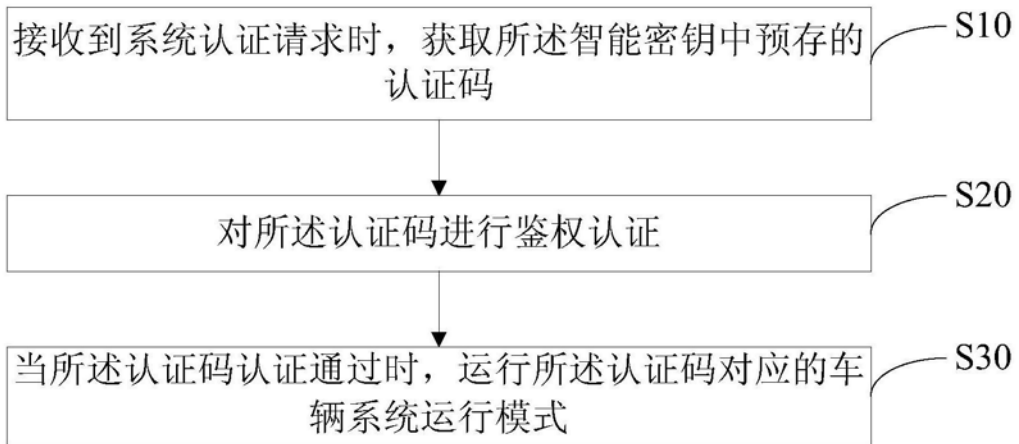 接收到系统认证请求时，获取所述智能密钥中预存的
认证码
S10
对所述认证码进行鉴权认证
S20
当所述认证码认证通过时，运行所述认证码对应的车
辆系统运行模式
S30